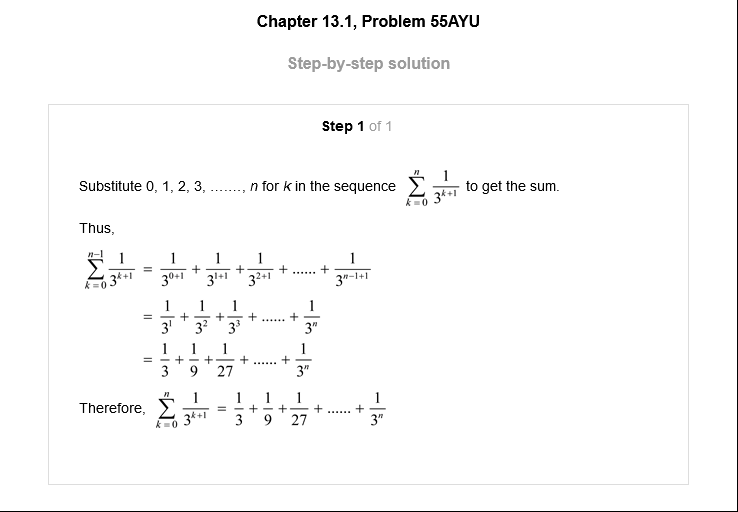 Chapter 13.1, Problem 55AYU
Step-by-step solution
Step 1 of 1
Substitute 0, 1, 2, 3, ......., n for k in the sequence \sum_{k=0}^{n} \frac{1}{3^{k+1}} to get the sum.
Thus,
\sum_{k=0}^{n-1} \frac{1}{3^{k+1}} = \frac{1}{3^{0+1}} + \frac{1}{3^{1+1}} + \frac{1}{3^{2+1}} + ...... + \frac{1}{3^{n-1+1}}
= \frac{1}{3^1} + \frac{1}{3^2} + \frac{1}{3^3} + ...... + \frac{1}{3^n}
= \frac{1}{3} + \frac{1}{9} + \frac{1}{27} + ...... + \frac{1}{3^n}
Therefore, \sum_{k=0}^{n} \frac{1}{3^{k+1}} = \frac{1}{3} + \frac{1}{9} + \frac{1}{27} + ...... + \frac{1}{3^n}